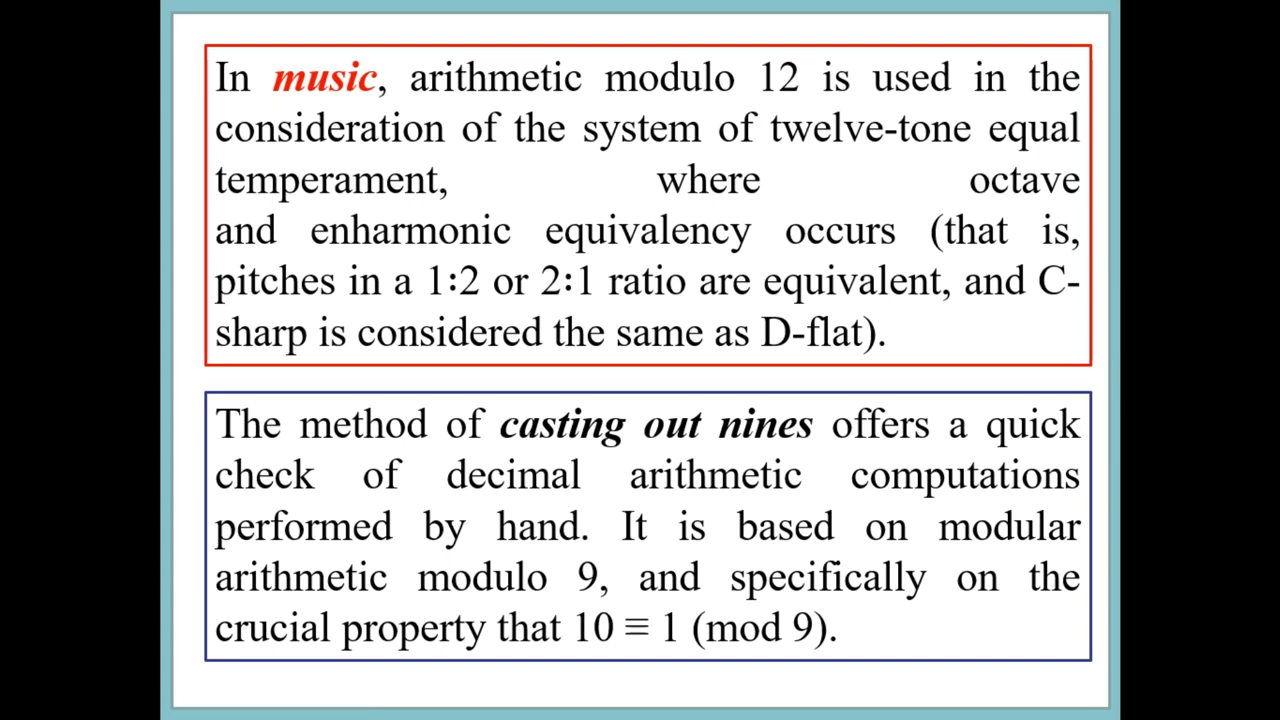 In music, arithmetic modulo 12 is used in the
consideration of the system of twelve-tone equal
temperament, where octave
and enharmonic equivalency occurs (that is,
pitches in a 1∶2 or 2∶1 ratio are equivalent, and C-
sharp is considered the same as D-flat).
The method of casting out nines offers a quick
check of decimal arithmetic computations
performed by hand. It is based on modular
arithmetic modulo 9, and specifically on the
crucial property that 10 ≡ 1 (mod 9).